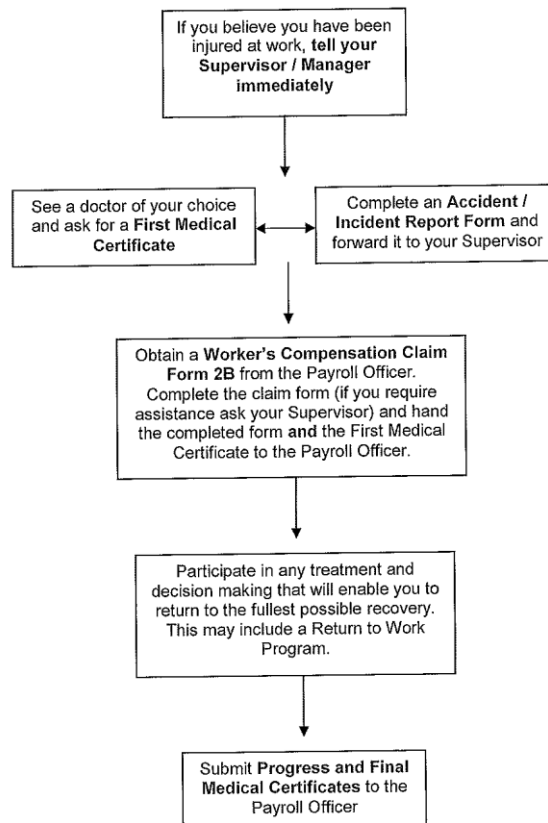 If you believe you have been
injured at work, tell your
Supervisor / Manager
immediately
See a doctor of your choice
and ask for a First Medical
Certificate
Complete an Accident /
Incident Report Form and
forward it to your Supervisor
Obtain a Worker's Compensation Claim
Form 2B from the Payroll Officer.
Complete the claim form (if you require
assistance ask your Supervisor) and hand
the completed form and the First Medical
Certificate to the Payroll Officer.
Participate in any treatment and
decision making that will enable you to
return to the fullest possible recovery.
This may include a Return to Work
Program.
Submit Progress and Final
Medical Certificates to the
Payroll Officer